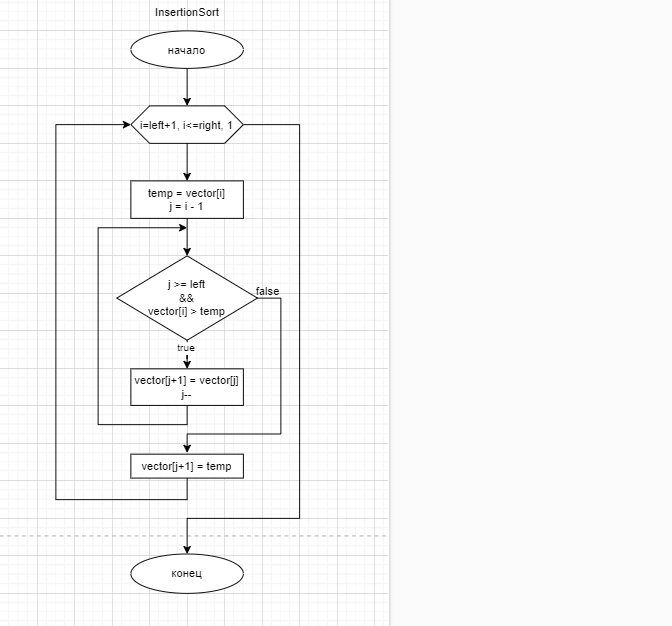 InsertionSort
начало
i=left+1, i<=right, 1
temp = vector[i]
j = i - 1
j >= left
&&
vector[i] > temp
false
true
vector[j+1] = vector[j]
j--
vector[j+1] = temp
конец